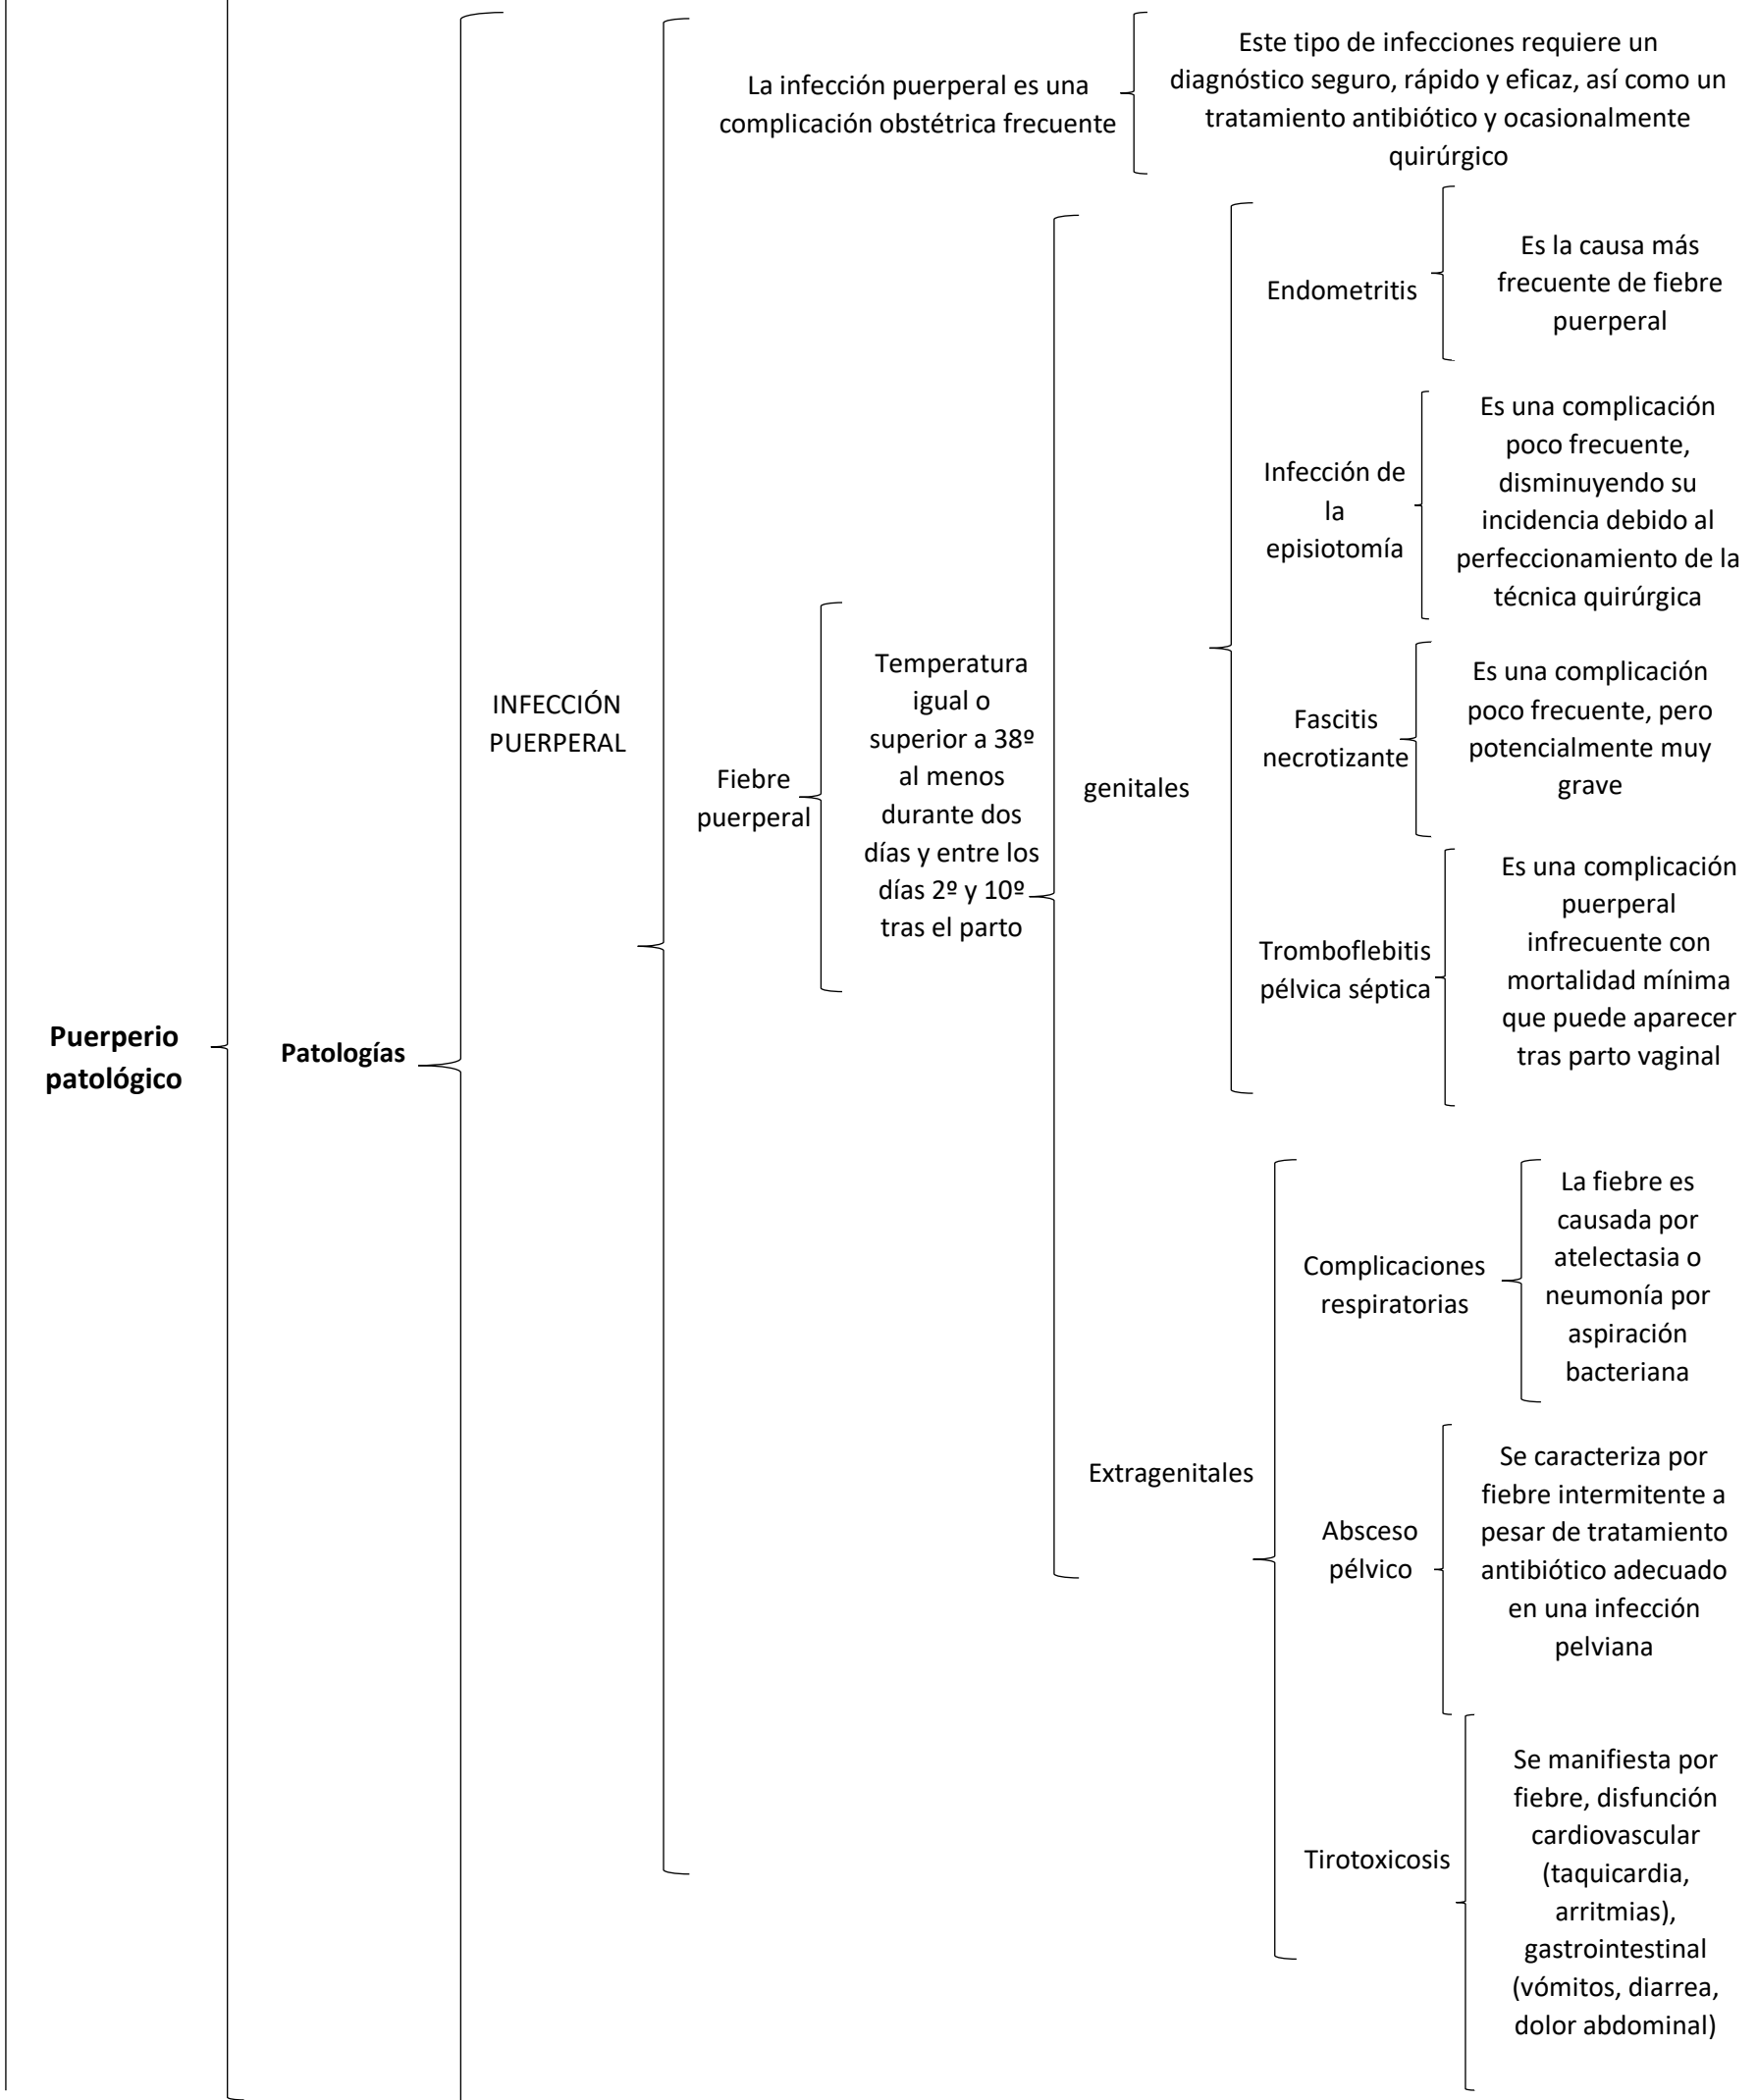 Puerperio
patológico
Patologías
INFECCIÓN
PUERPERAL
La infección puerperal es una
complicación obstétrica frecuente
Este tipo de infecciones requiere un
diagnóstico seguro, rápido y eficaz, así como un
tratamiento antibiótico y ocasionalmente
quirúrgico
Fiebre
puerperal
Temperatura
igual o
superior a 38º
al menos
durante dos
días y entre los
días 2º y 10º
tras el parto
genitales
Endometritis
Es la causa más
frecuente de fiebre
puerperal
Infección de
la
episiotomía
Es una complicación
poco frecuente,
disminuyendo su
incidencia debido al
perfeccionamiento de la
técnica quirúrgica
Fascitis
necrotizante
Es una complicación
poco frecuente, pero
potencialmente muy
grave
Tromboflebitis
pélvica séptica
Es una complicación
puerperal
infrecuente con
mortalidad mínima
que puede aparecer
tras parto vaginal
Extragenitales
Complicaciones
respiratorias
La fiebre es
causada por
atelectasia o
neumonía por
aspiración
bacteriana
Absceso
pélvico
Se caracteriza por
fiebre intermitente a
pesar de tratamiento
antibiótico adecuado
en una infección
pelviana
Tirotoxicosis
Se manifiesta por
fiebre, disfunción
cardiovascular
(taquicardia,
arritmias),
gastrointestinal
(vómitos, diarrea,
dolor abdominal)